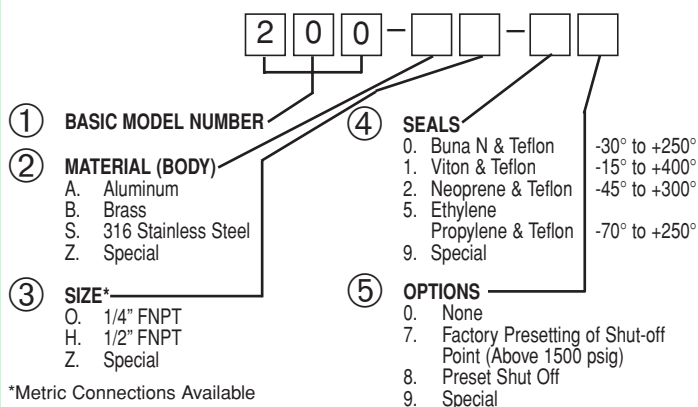 2 0 0 – –
① BASIC MODEL NUMBER
② MATERIAL (BODY)
A. Aluminum
B. Brass
S. 316 Stainless Steel
Z. Special
③ SIZE*
O. 1/4" FNPT
H. 1/2" FNPT
Z. Special
*Metric Connections Available
④ SEALS
0. Buna N & Teflon -30° to +250°
1. Viton & Teflon -15° to +400°
2. Neoprene & Teflon -45° to +300°
5. Ethylene
Propylene & Teflon -70° to +250°
9. Special
⑤ OPTIONS
0. None
7. Factory Presetting of Shut-off
Point (Above 1500 psig)
8. Preset Shut Off
9. Special